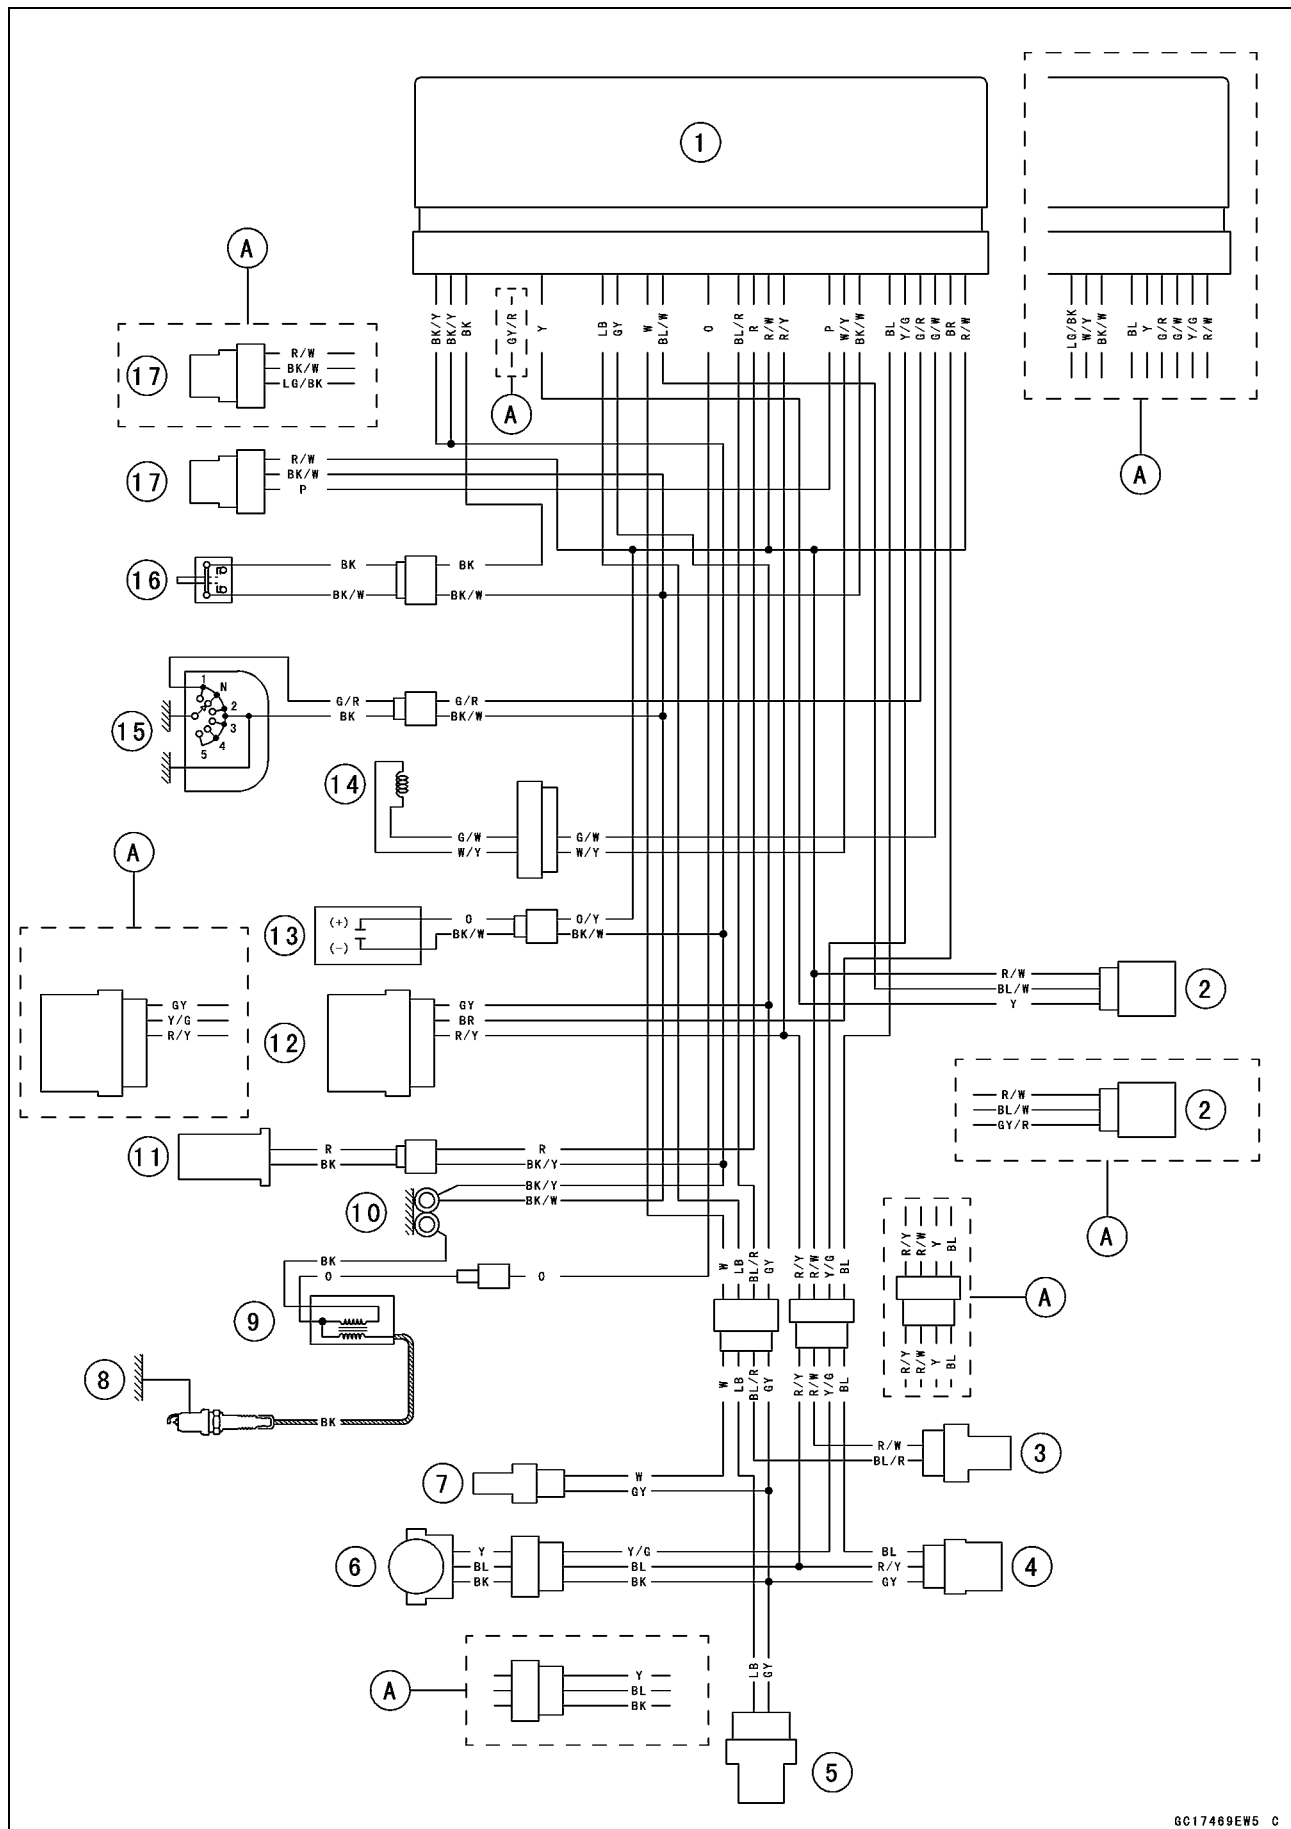 1
A
BK/Y
BK/Y
BK
GY/R
Y
LB
GY
W
BL/W
O
BL/R
R
R/W
R/Y
P
W/Y
BK/W
BL
Y/G
G/R
G/W
BR
R/W
LG/BK
W/Y
BK/W
BL
Y
G/R
G/W
Y/G
R/W
17
R/W
BK/W
LG/BK
A
A
17
R/W
BK/W
P
16
BK
BK
BK/W
BK/W
15
1
N
2
3
4
5
G/R
G/R
BK
BK/W
14
G/W
G/W
W/Y
W/Y
A
13
(+)
(-)
O
O/Y
BK/W
BK/W
R/W
BL/W
Y
2
GY
Y/G
R/Y
12
GY
BR
R/Y
R/W
BL/W
GY/R
2
11
R
R
BK
BK/Y
10
BK/Y
BK/W
A
BK
O
O
W
LB
BL/R
GY
R/Y
R/W
Y/G
BL
R/Y
R/W
Y
BL
A
9
8
BK
W
LB
BL/R
GY
R/Y
R/W
Y/G
BL
R/Y
R/W
Y
BL
R/W
BL/R
3
7
W
GY
6
Y
BL
BK
Y/G
BL
BK
BL
R/Y
GY
4
A
Y
BL
BK
LB
GY
5
GC17469EW5 C